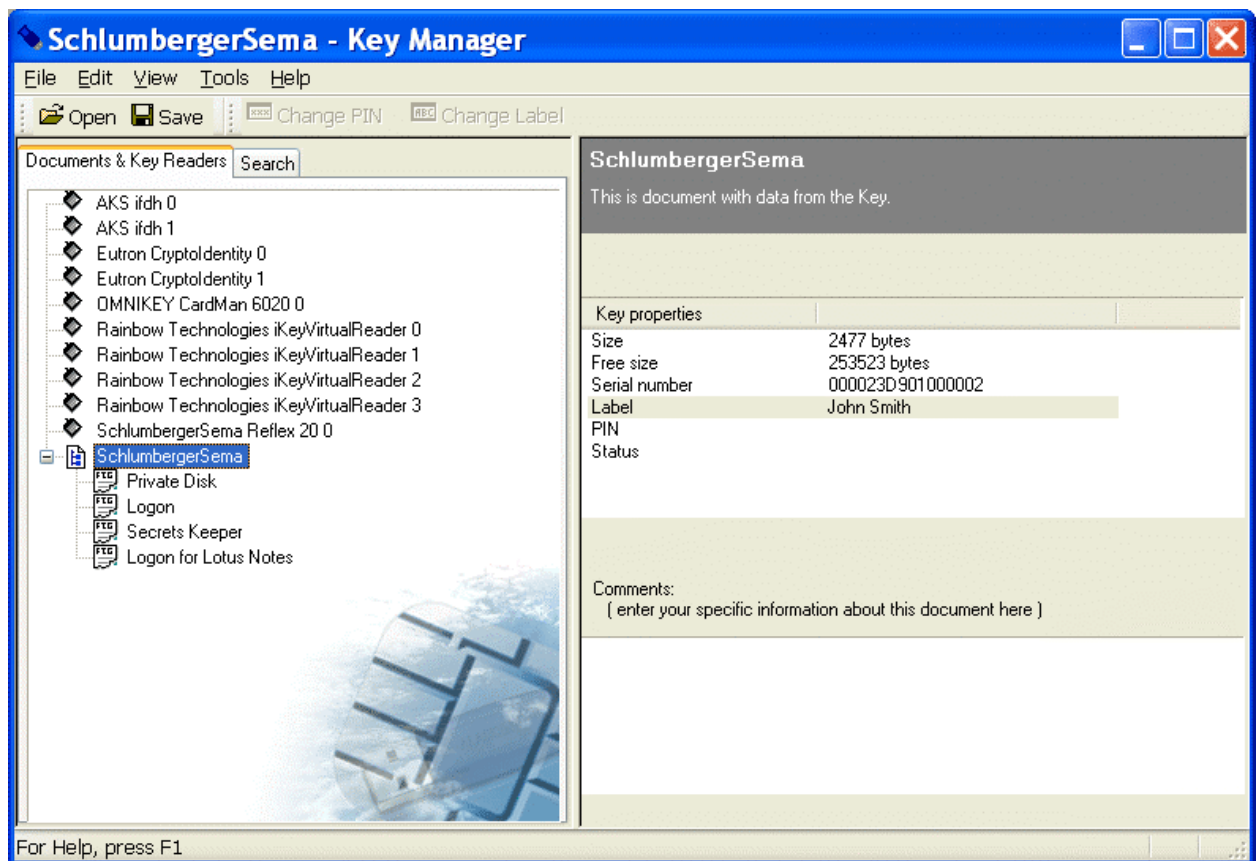 SchlumbergerSema - Key Manager
File Edit View Tools Help
Open Save Change PIN Change Label
Documents & Key Readers Search
AKS ifdh 0
AKS ifdh 1
Eutron CryptoIdentity 0
Eutron CryptoIdentity 1
OMNIKEY CardMan 6020 0
Rainbow Technologies iKeyVirtualReader 0
Rainbow Technologies iKeyVirtualReader 1
Rainbow Technologies iKeyVirtualReader 2
Rainbow Technologies iKeyVirtualReader 3
SchlumbergerSema Reflex 20 0
SchlumbergerSema
Private Disk
Logon
Secrets Keeper
Logon for Lotus Notes
SchlumbergerSema
This is document with data from the Key.
Key properties
Size 2477 bytes
Free size 253523 bytes
Serial number 000023D901000002
Label John Smith
PIN
Status
Comments:
( enter your specific information about this document here )
For Help, press F1